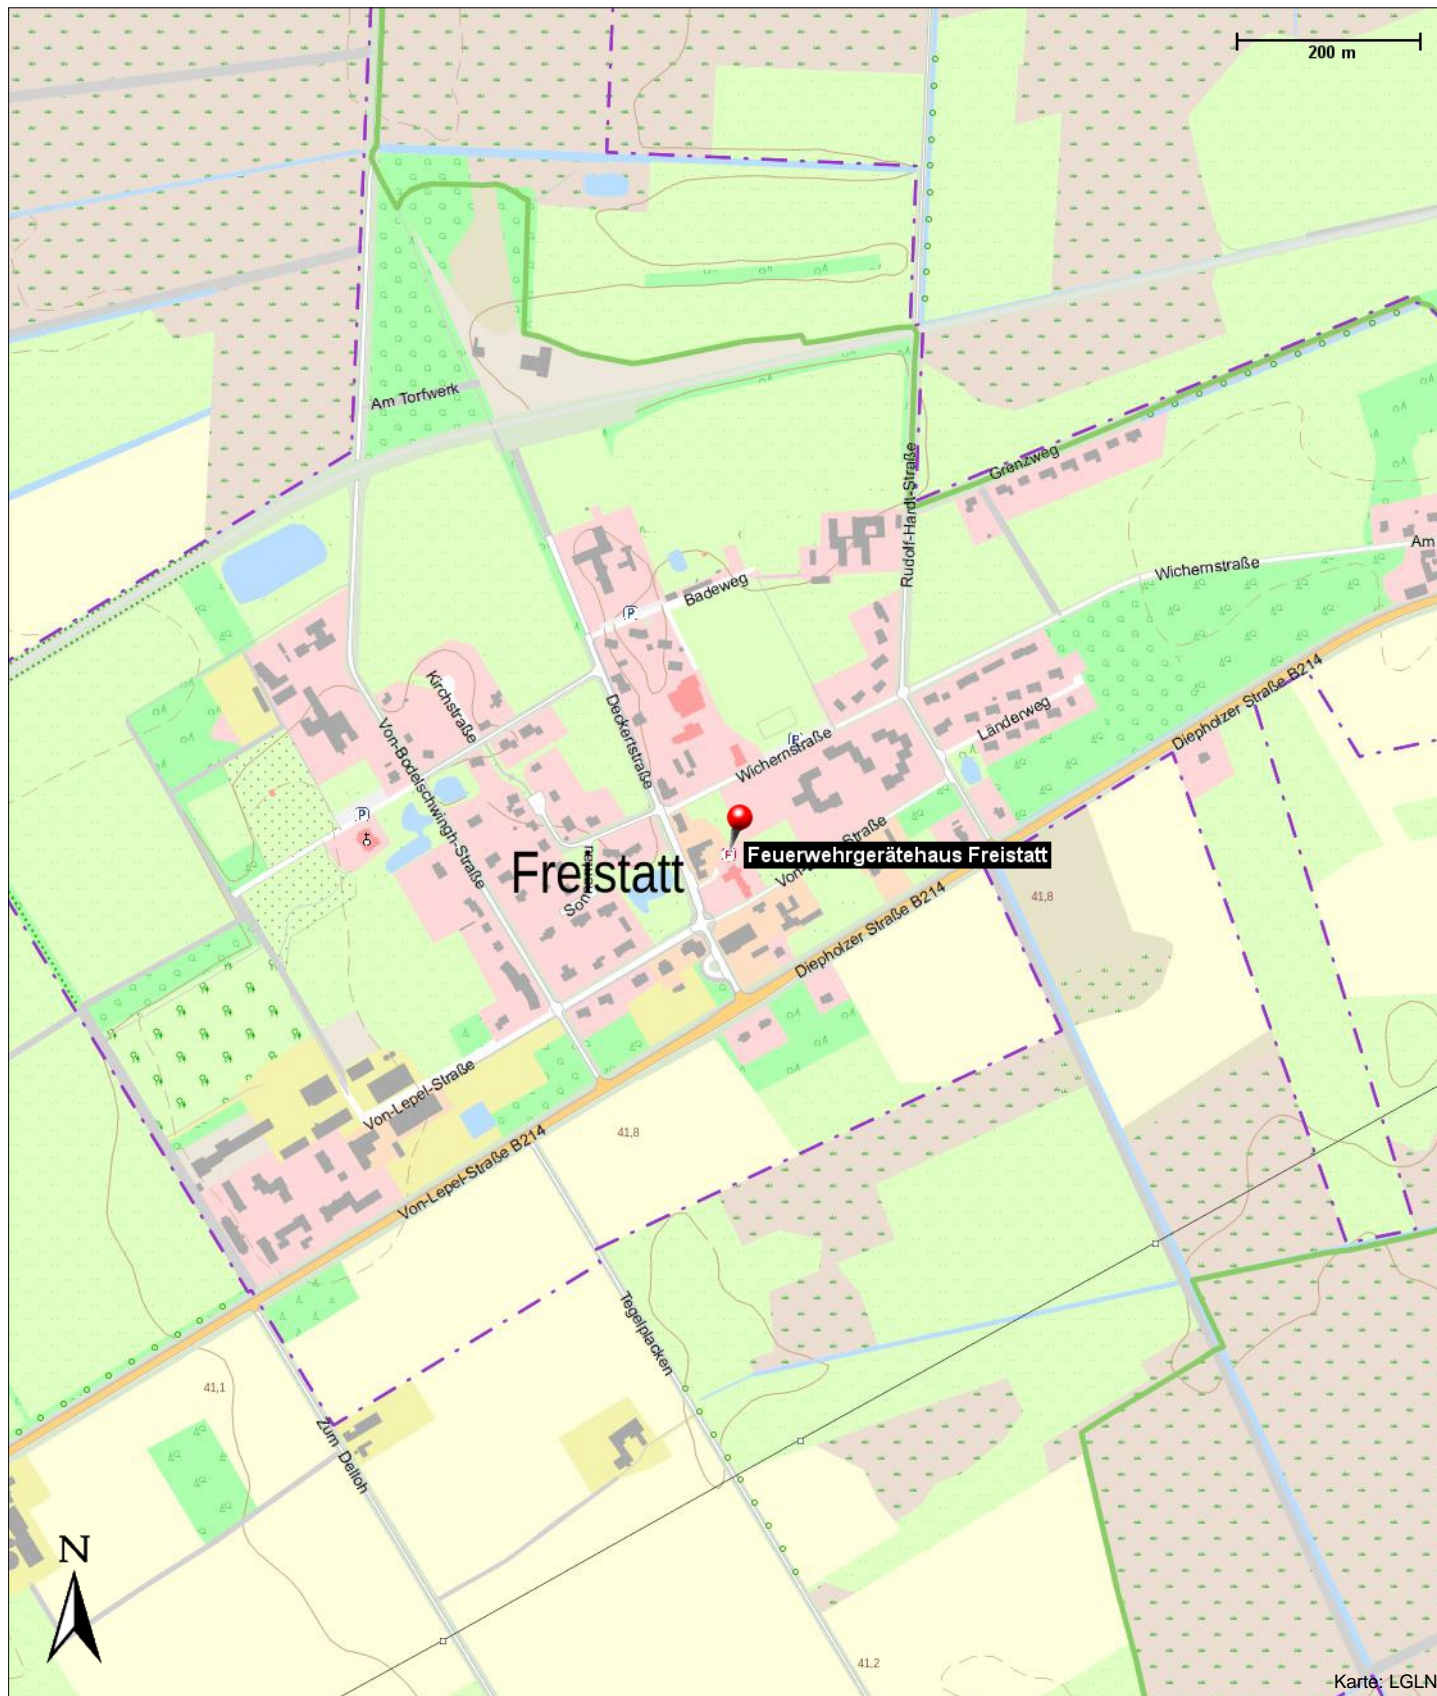 200 m
Am Torfwerk
Grenzweg
Rudolf-Hardt-Straße
Am
Wichernstraße
Badeweg
P
Kirchstraße
Deckertstraße
Von-Bodelschwingh-Straße
Länderweg
Diepholzer Straße B214
P
Wichernstraße
P
Feuerwehrgerätehaus Freistatt
F
Freistatt
Diepholzer Straße B214
41,8
Von-Lepel-Straße
Von-Lepel-Straße B214
41,8
Tegelplacken
41,1
Zum Delloh
N
41,2
Karte: LGLN